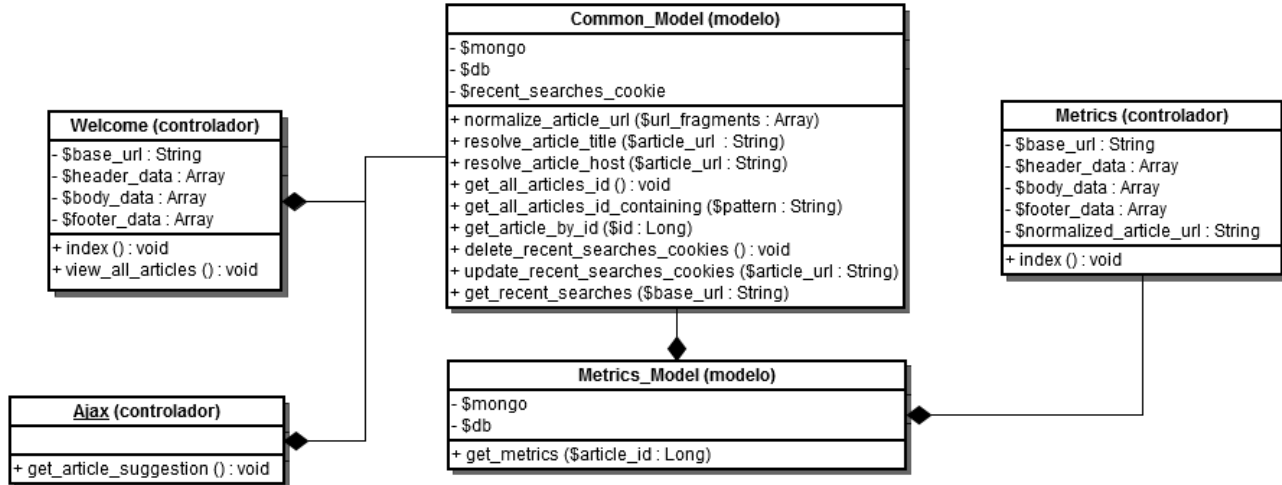 Common_Model (modelo)
- $mongo
- $db
- $recent_searches_cookie
+ normalize_article_url ($url_fragments : Array)
+ resolve_article_title ($article_url : String)
+ resolve_article_host ($article_url : String)
+ get_all_articles_id () : void
+ get_all_articles_id_containing ($pattern : String)
+ get_article_by_id ($id : Long)
+ delete_recent_searches_cookies () : void
+ update_recent_searches_cookies ($article_url : String)
+ get_recent_searches ($base_url : String)
Welcome (controlador)
- $base_url : String
- $header_data : Array
- $body_data : Array
- $footer_data : Array
+ index () : void
+ view_all_articles () : void
Metrics (controlador)
- $base_url : String
- $header_data : Array
- $body_data : Array
- $footer_data : Array
- $normalized_article_url : String
+ index () : void
Metrics_Model (modelo)
- $mongo
- $db
+ get_metrics ($article_id : Long)
Ajax (controlador)
+ get_article_suggestion () : void